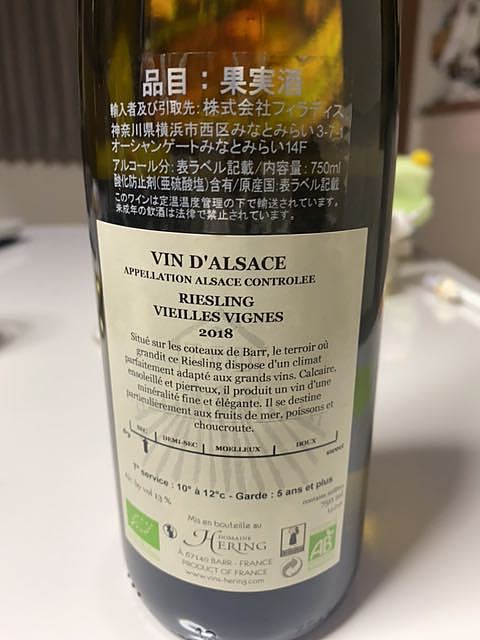 品目：果実酒
輸入者及び引取先：株式会社フィラディス
神奈川県横浜市西区みなとみらい3-7-1
オーシャンゲートみなとみらい14F
アルコール分：表ラベル記載/内容量：750ml
酸化防止剤(亜硫酸塩)含有/原産国：表ラベル記載
このワインは定温温度管理の下で輸送されています。
未成年の飲酒は法律で禁止されています。
VIN D'ALSACE
APPELLATION ALSACE CONTROLEE
RIESLING
VIEILLES VIGNES
2018
Situé sur les coteaux de Barr, le terroir où
grandit ce Riesling dispose d'un climat
parfaitement adapté aux grands vins. Calcaire,
ensoleillé et pierreux, il produit un vin d'une
minéralité fine et élégante. Il se destine
particulièrement aux fruits de mer, poissons et
choucroute.
dry SEC DEMI-SEC MOELLEUX DOUX sweet
T° service : 10° à 12°c - Garde : 5 ans et plus
Alc by vol 13 %
contains sulfites
750 ml
Mis en bouteille au
DOMAINE
HERING
À 67140 BARR - FRANCE
PRODUCT OF FRANCE
www.vins-hering.com
AB